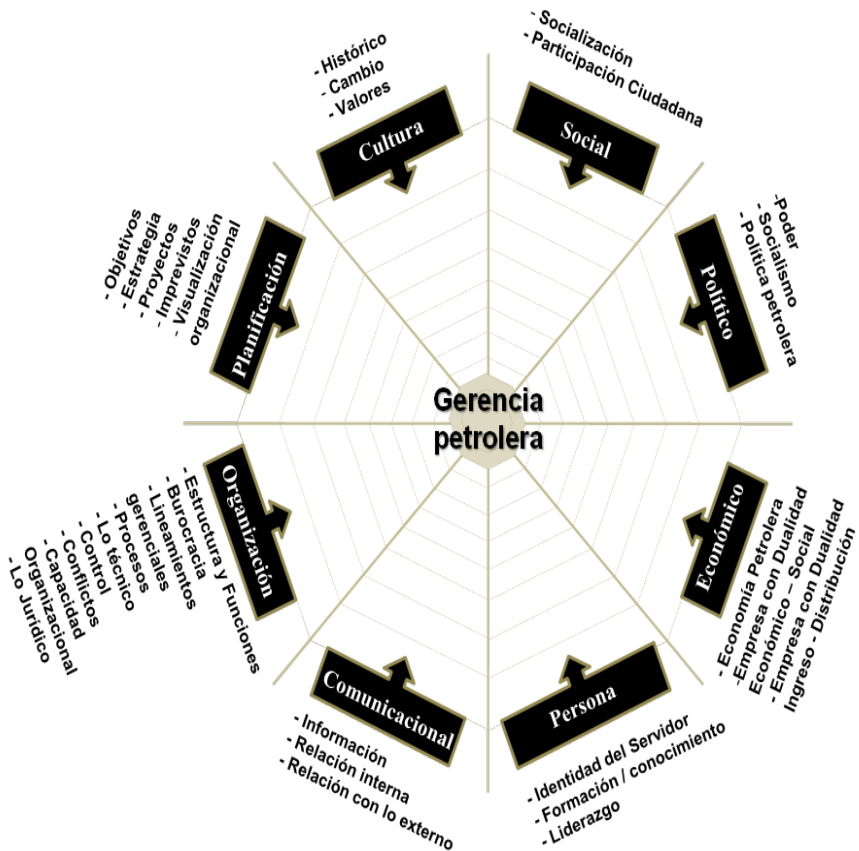 Gerencia
petrolera
Cultura
- Histórico
- Cambio
- Valores
Social
- Socialización
- Participación Ciudadana
Político
-Poder
- Socialismo
- Política petrolera
Económico
- Economía Petrolera
-Empresa con Dualidad
Económico – Social
- Empresa con Dualidad
Ingreso - Distribución
Persona
- Identidad del Servidor
- Formación / conocimiento
- Liderazgo
Comunicacional
- Información
- Relación interna
- Relación con lo externo
Organización
- Estructura y Funciones
- Burocracia
- Lineamientos
gerenciales
- Procesos
- Lo técnico
- Control
- Conflictos
- Capacidad
Organizacional
- Lo Jurídico
Planificación
- Objetivos
- Estrategia
- Proyectos
- Imprevistos
- Visualización
organizacional